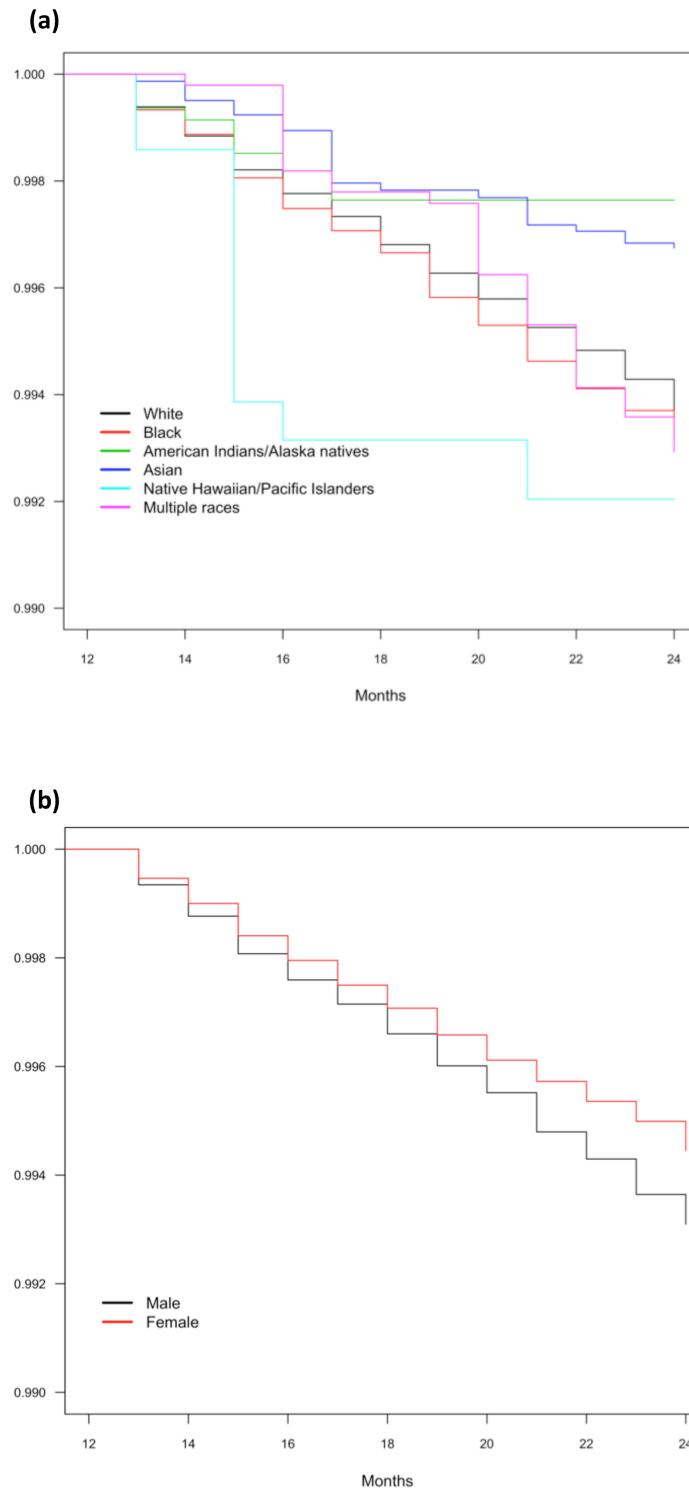 (a)
1.000
0.998
0.996
0.994
0.992
0.990
White
Black
American Indians/Alaska natives
Asian
Native Hawaiian/Pacific Islanders
Multiple races
12 14 16 18 20 22 24
Months
(b)
1.000
0.998
0.996
0.994
0.992
0.990
Male
Female
12 14 16 18 20 22 24
Months